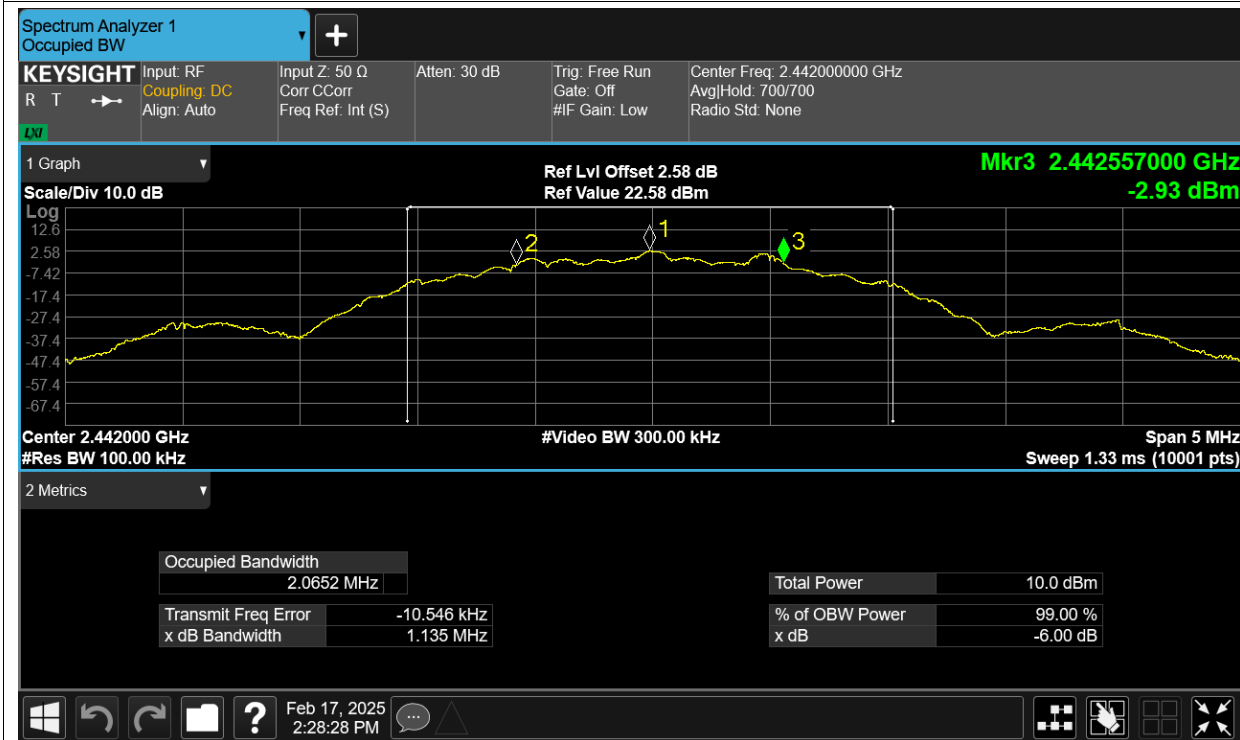 Spectrum Analyzer 1
Occupied BW
KEYSIGHT
R T
LXI
Input: RF
Coupling: DC
Align: Auto
Input Z: 50 Ω
Corr CCorr
Freq Ref: Int (S)
Atten: 30 dB
Trig: Free Run
Gate: Off
#IF Gain: Low
Center Freq: 2.442000000 GHz
Avg|Hold: 700/700
Radio Std: None
1 Graph
Scale/Div 10.0 dB
Ref Lvl Offset 2.58 dB
Ref Value 22.58 dBm
Mkr3 2.442557000 GHz
-2.93 dBm
Log
12.6
2.58
-7.42
-17.4
-27.4
-37.4
-47.4
-57.4
-67.4
2
1
3
Center 2.442000 GHz
#Res BW 100.00 kHz
#Video BW 300.00 kHz
Span 5 MHz
Sweep 1.33 ms (10001 pts)
2 Metrics
Occupied Bandwidth
2.0652 MHz
Transmit Freq Error -10.546 kHz
x dB Bandwidth 1.135 MHz
Total Power 10.0 dBm
% of OBW Power 99.00 %
x dB -6.00 dB
?
Feb 17, 2025
2:28:28 PM